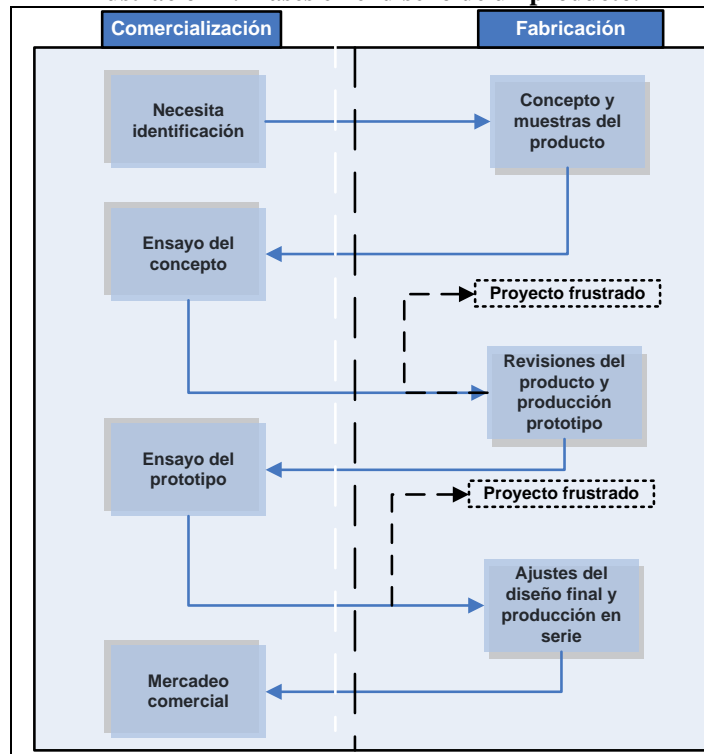 Comercialización
Fabricación
Necesita
identificación
Concepto y
muestras del
producto
Ensayo del
concepto
Proyecto frustrado
Revisiones del
producto y
producción
prototipo
Ensayo del
prototipo
Proyecto frustrado
Ajustes del
diseño final y
producción en
serie
Mercadeo
comercial